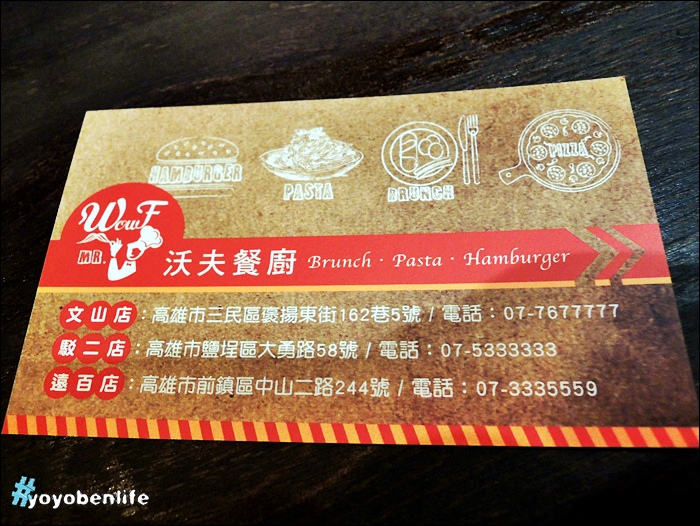 HAMBURGER
PASTA
BRUNCH
PIZZA
WowF
MR.
沃夫餐廚 Brunch · Pasta · Hamburger
文山店：高雄市三民區褒揚東街162巷5號 / 電話：07-7677777
駁二店：高雄市鹽埕區大勇路58號 / 電話：07-5333333
遠百店：高雄市前鎮區中山二路244號 / 電話：07-3335559
#yoyobenlife